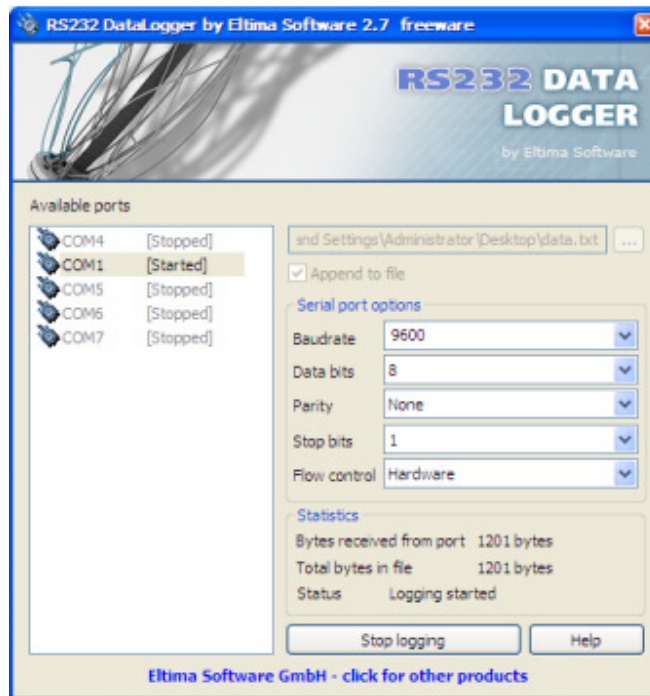 RS232 DataLogger by Eltima Software 2.7 freeware
RS232 DATA
LOGGER
by Eltima Software
Available ports
COM4 [Stopped]
COM1 [Started]
COM5 [Stopped]
COM6 [Stopped]
COM7 [Stopped]
and Settings\Administrator\Desktop\data.txt ...
Append to file
Serial port options
Baudrate 9600
Data bits 8
Parity None
Stop bits 1
Flow control Hardware
Statistics
Bytes received from port 1201 bytes
Total bytes in file 1201 bytes
Status Logging started
Stop logging Help
Eltima Software GmbH - click for other products